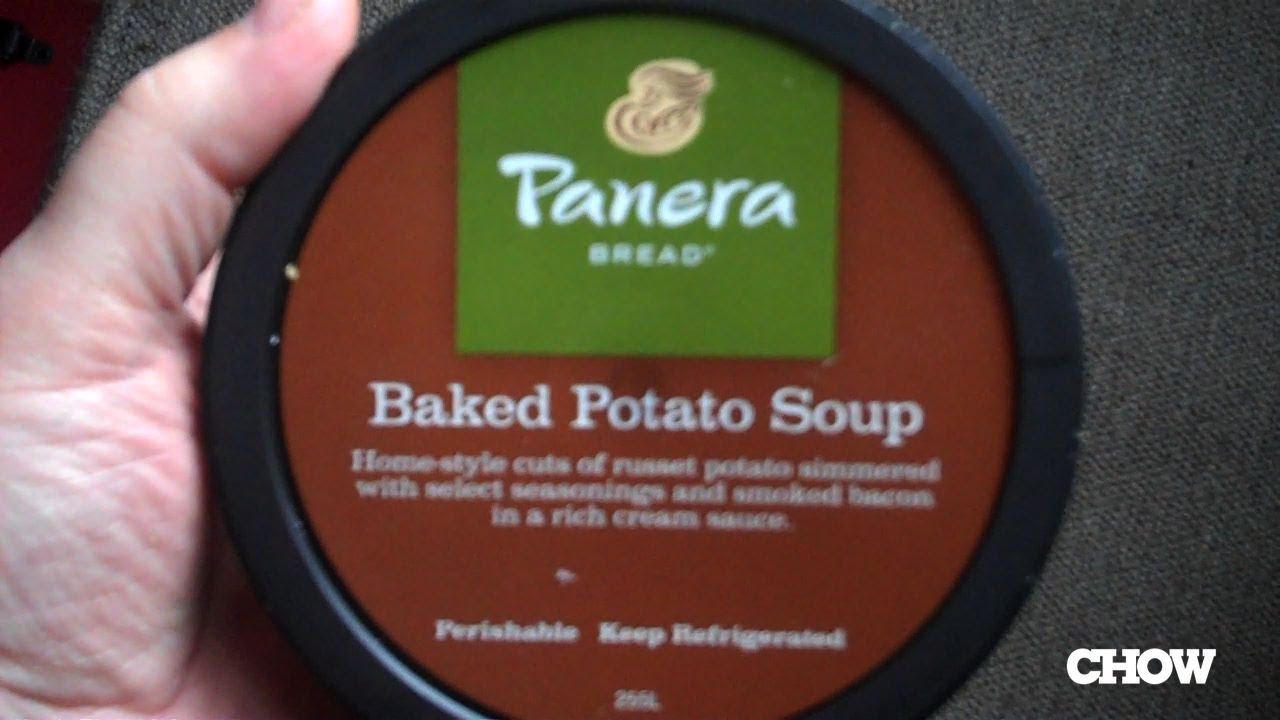 Panera
BREAD®
Baked Potato Soup
Home-style cuts of russet potato simmered
with select seasonings and smoked bacon
in a rich cream sauce.
Perishable Keep Refrigerated
255L
CHOW